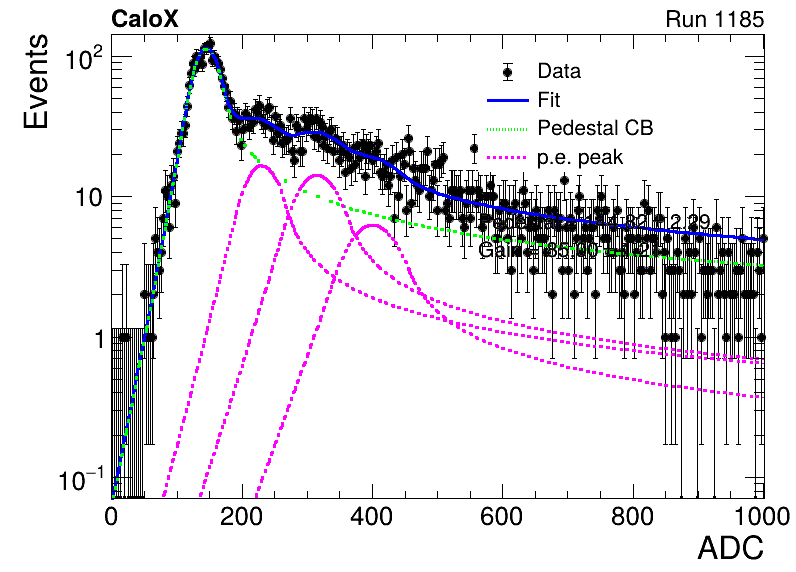 CaloX Run 1185
Events
Data
Fit
Pedestal CB
p.e. peak
10²
10
1
10⁻¹
0 200 400 600 800 1000
ADC